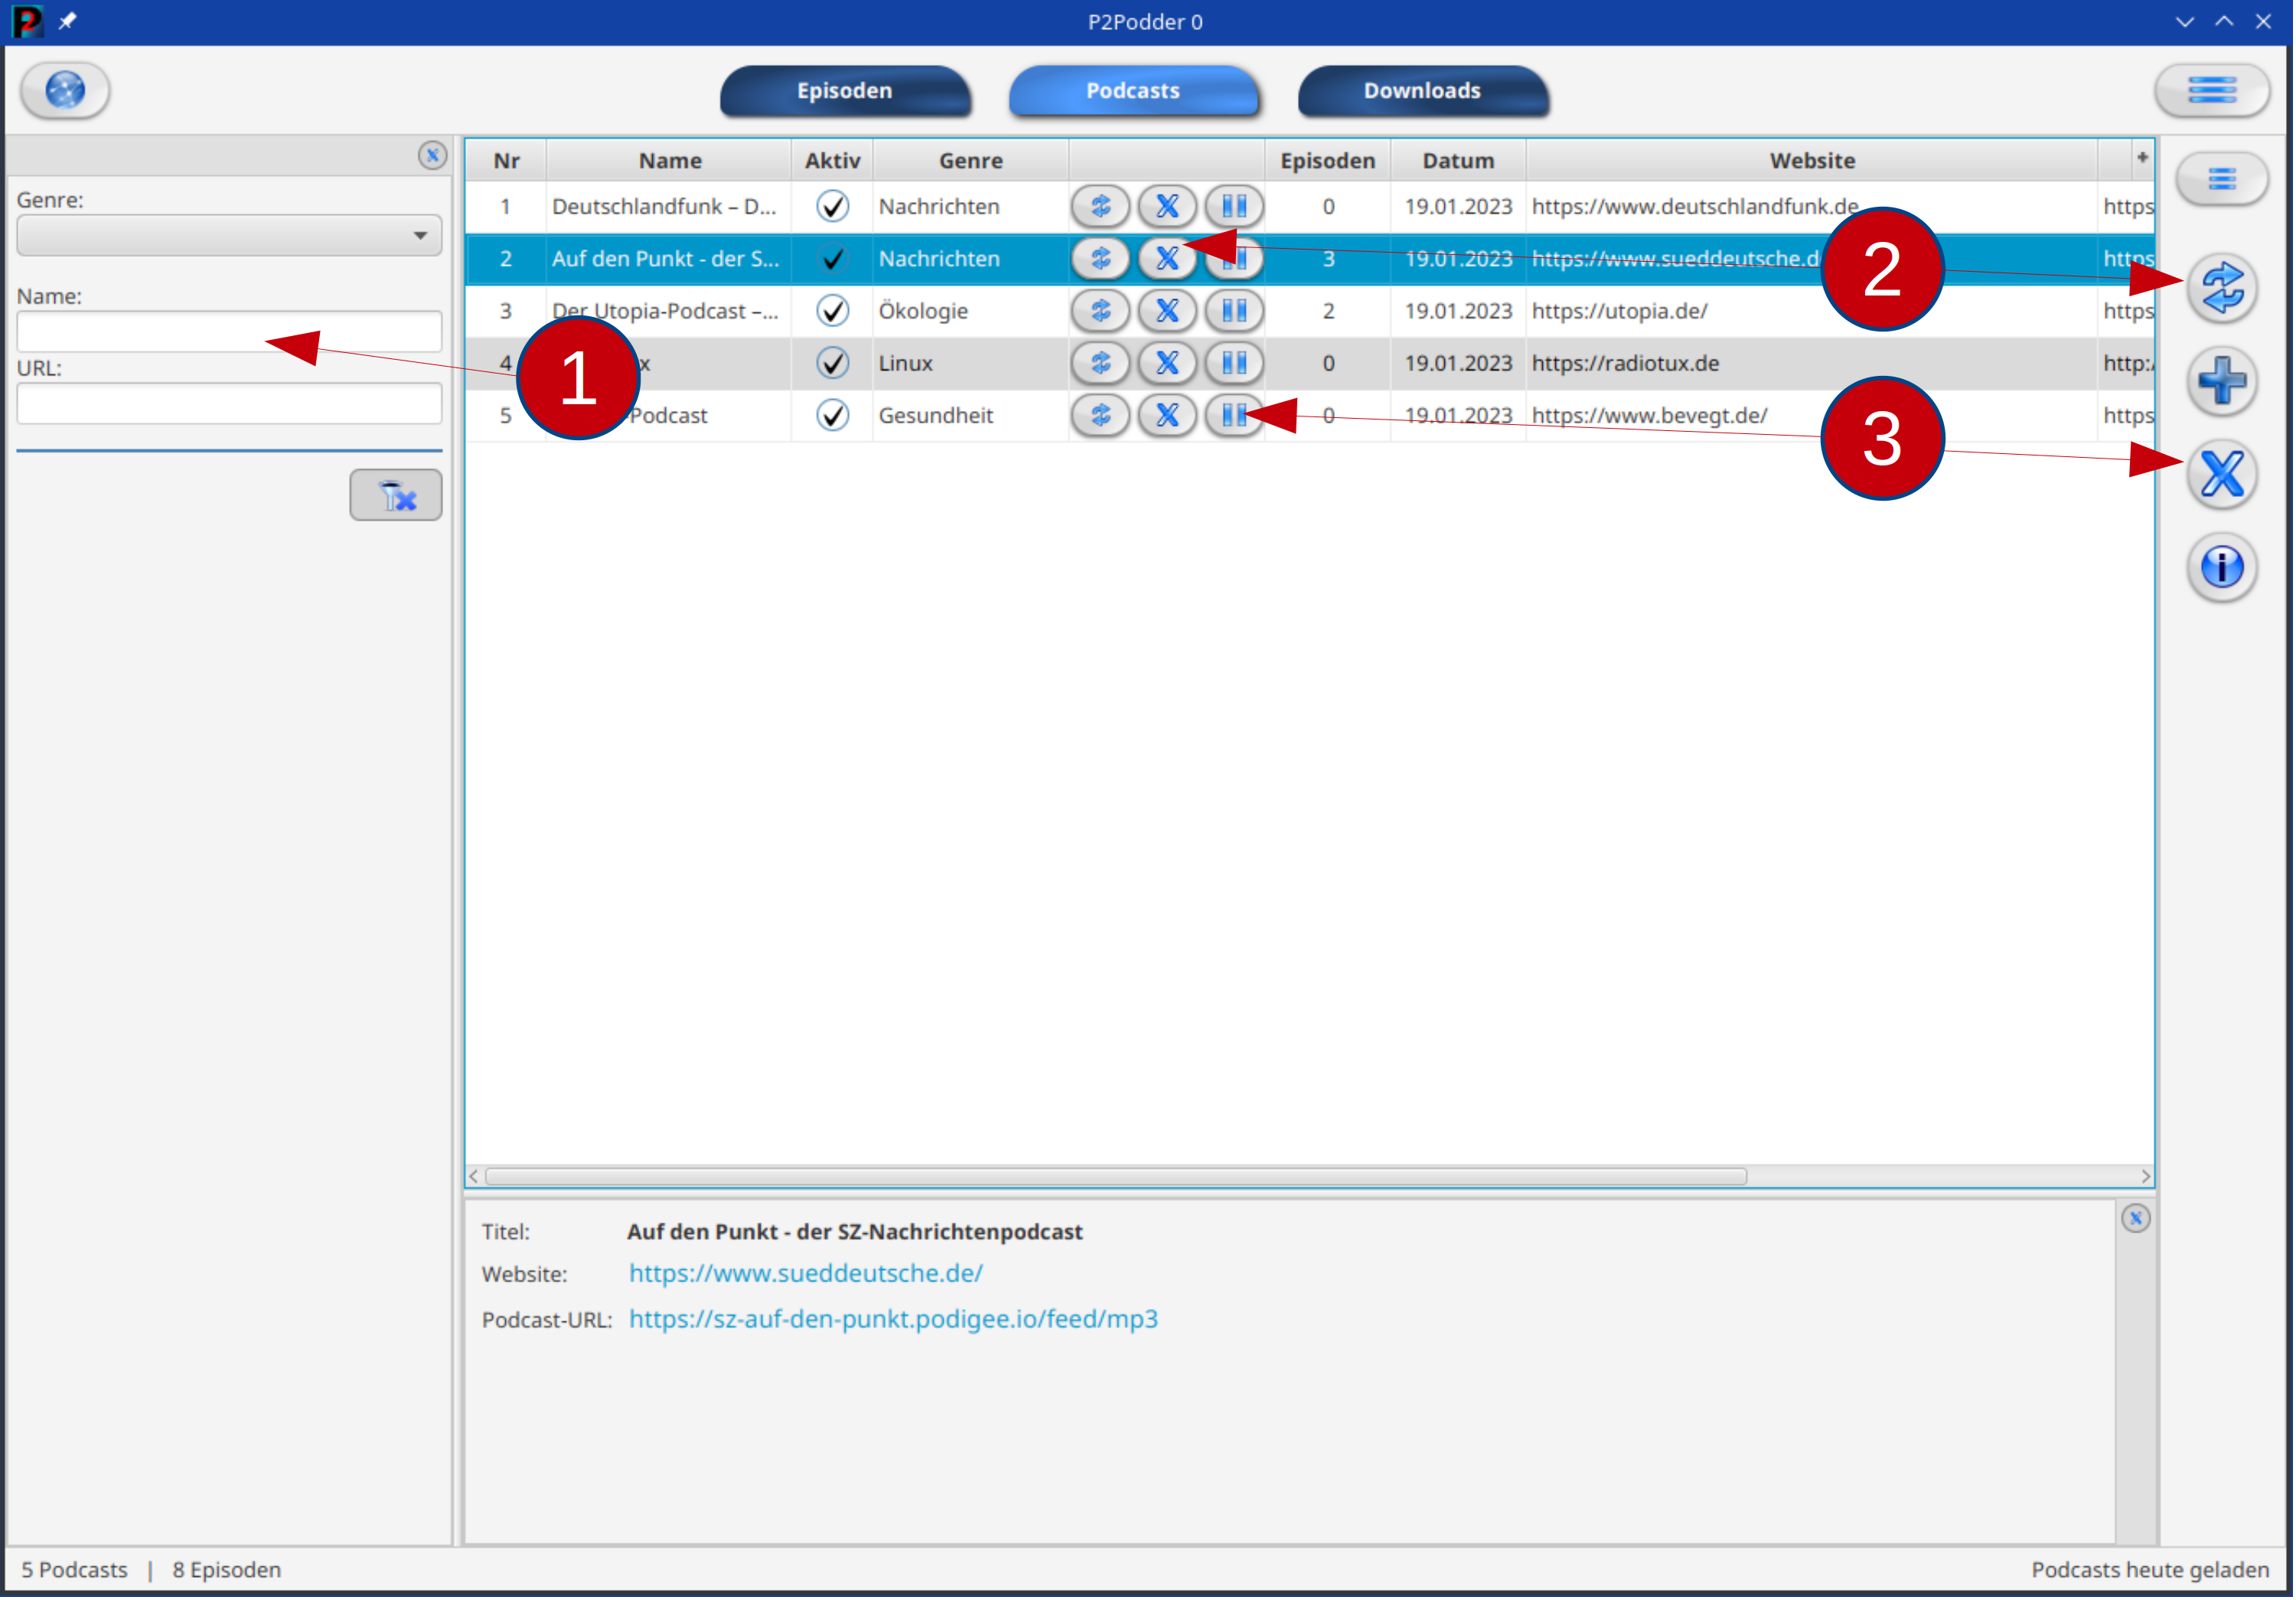 P2Podder 0
Episoden Podcasts Downloads
Genre:
Name:
URL:
Nr Name Aktiv Genre Episoden Datum Website +
1 Deutschlandfunk – D... Nachrichten 0 19.01.2023 https://www.deutschlandfunk.de https
2 Auf den Punkt - der S... Nachrichten 3 19.01.2023 https://www.sueddeutsche.d https
3 Der Utopia-Podcast –... Ökologie 2 19.01.2023 https://utopia.de/ https
4 x Linux 0 19.01.2023 https://radiotux.de http:/
5 -Podcast Gesundheit 0 19.01.2023 https://www.bevegt.de/ https
1
2
3
Titel: Auf den Punkt - der SZ-Nachrichtenpodcast
Website: https://www.sueddeutsche.de/
Podcast-URL: https://sz-auf-den-punkt.podigee.io/feed/mp3
5 Podcasts | 8 Episoden
Podcasts heute geladen